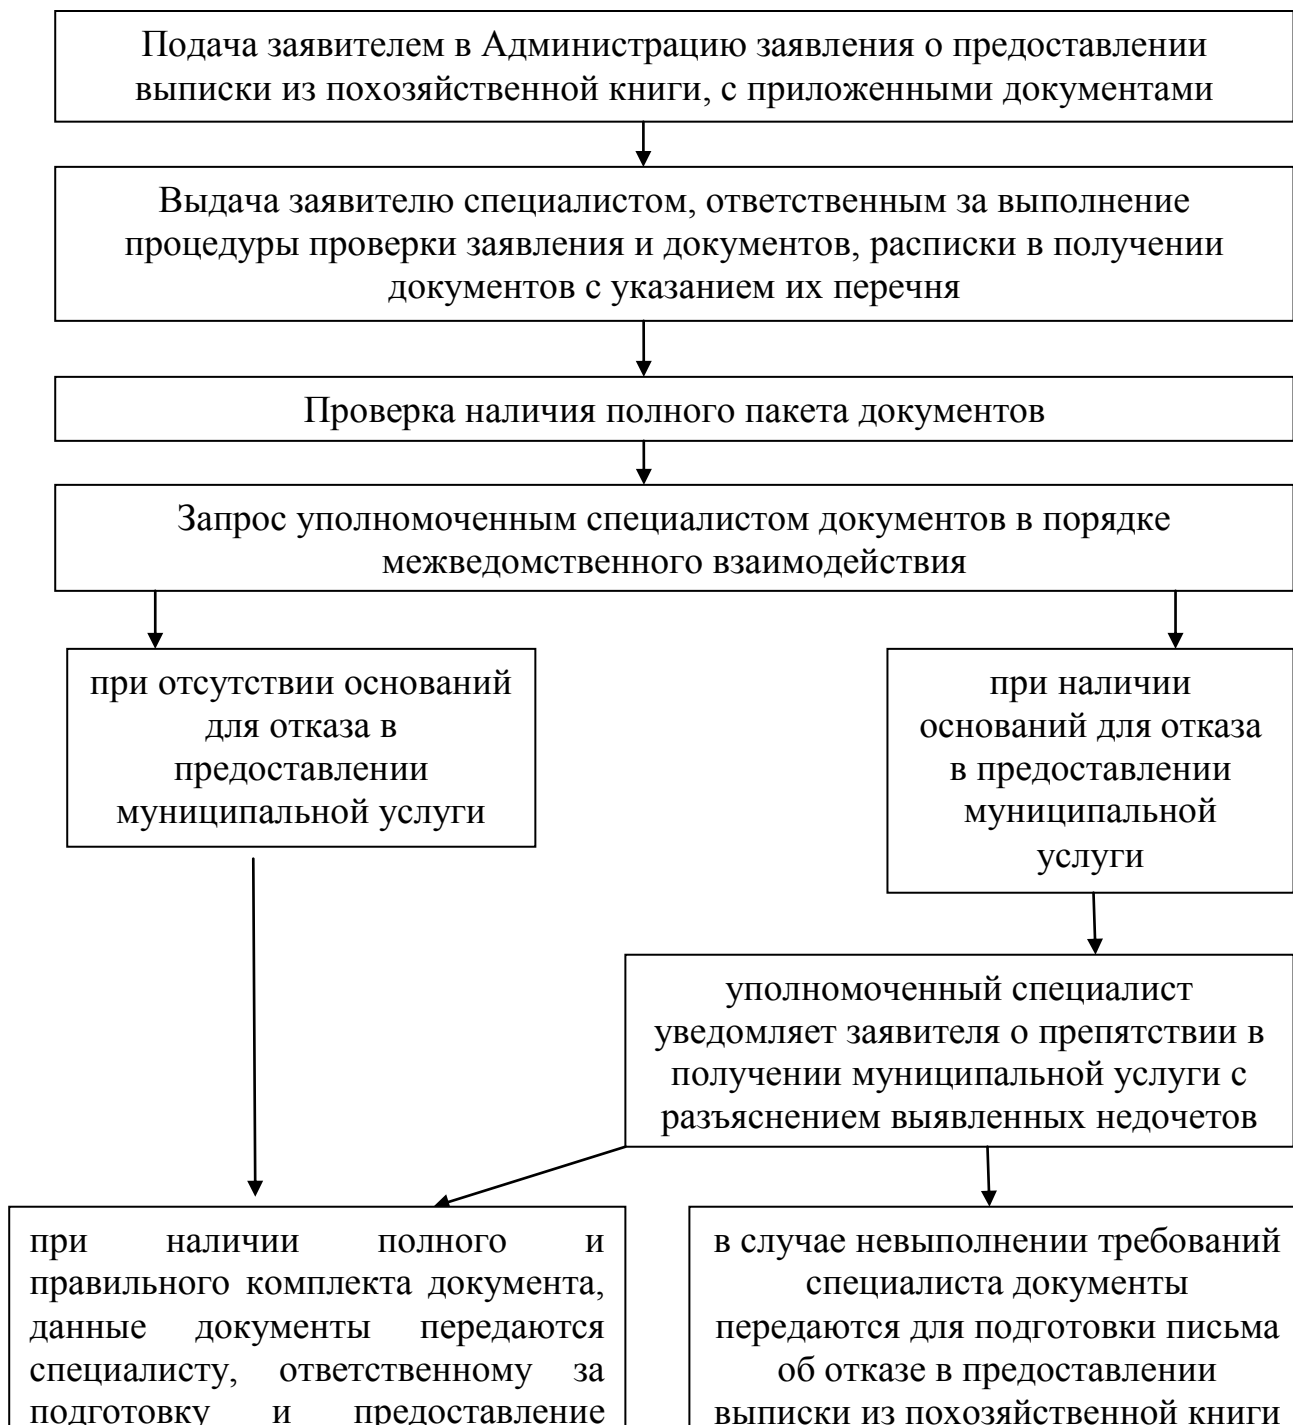 Подача заявителем в Администрацию заявления о предоставлении
выписки из похозяйственной книги, с приложенными документами
Выдача заявителю специалистом, ответственным за выполнение
процедуры проверки заявления и документов, расписки в получении
документов с указанием их перечня
Проверка наличия полного пакета документов
Запрос уполномоченным специалистом документов в порядке
межведомственного взаимодействия
при отсутствии оснований
для отказа в
предоставлении
муниципальной услуги
при наличии
оснований для отказа
в предоставлении
муниципальной
услуги
уполномоченный специалист
уведомляет заявителя о препятствии в
получении муниципальной услуги с
разъяснением выявленных недочетов
при наличии полного и
правильного комплекта документа,
данные документы передаются
специалисту, ответственному за
подготовку и предоставление
в случае невыполнении требований
специалиста документы
передаются для подготовки письма
об отказе в предоставлении
выписки из похозяйственной книги